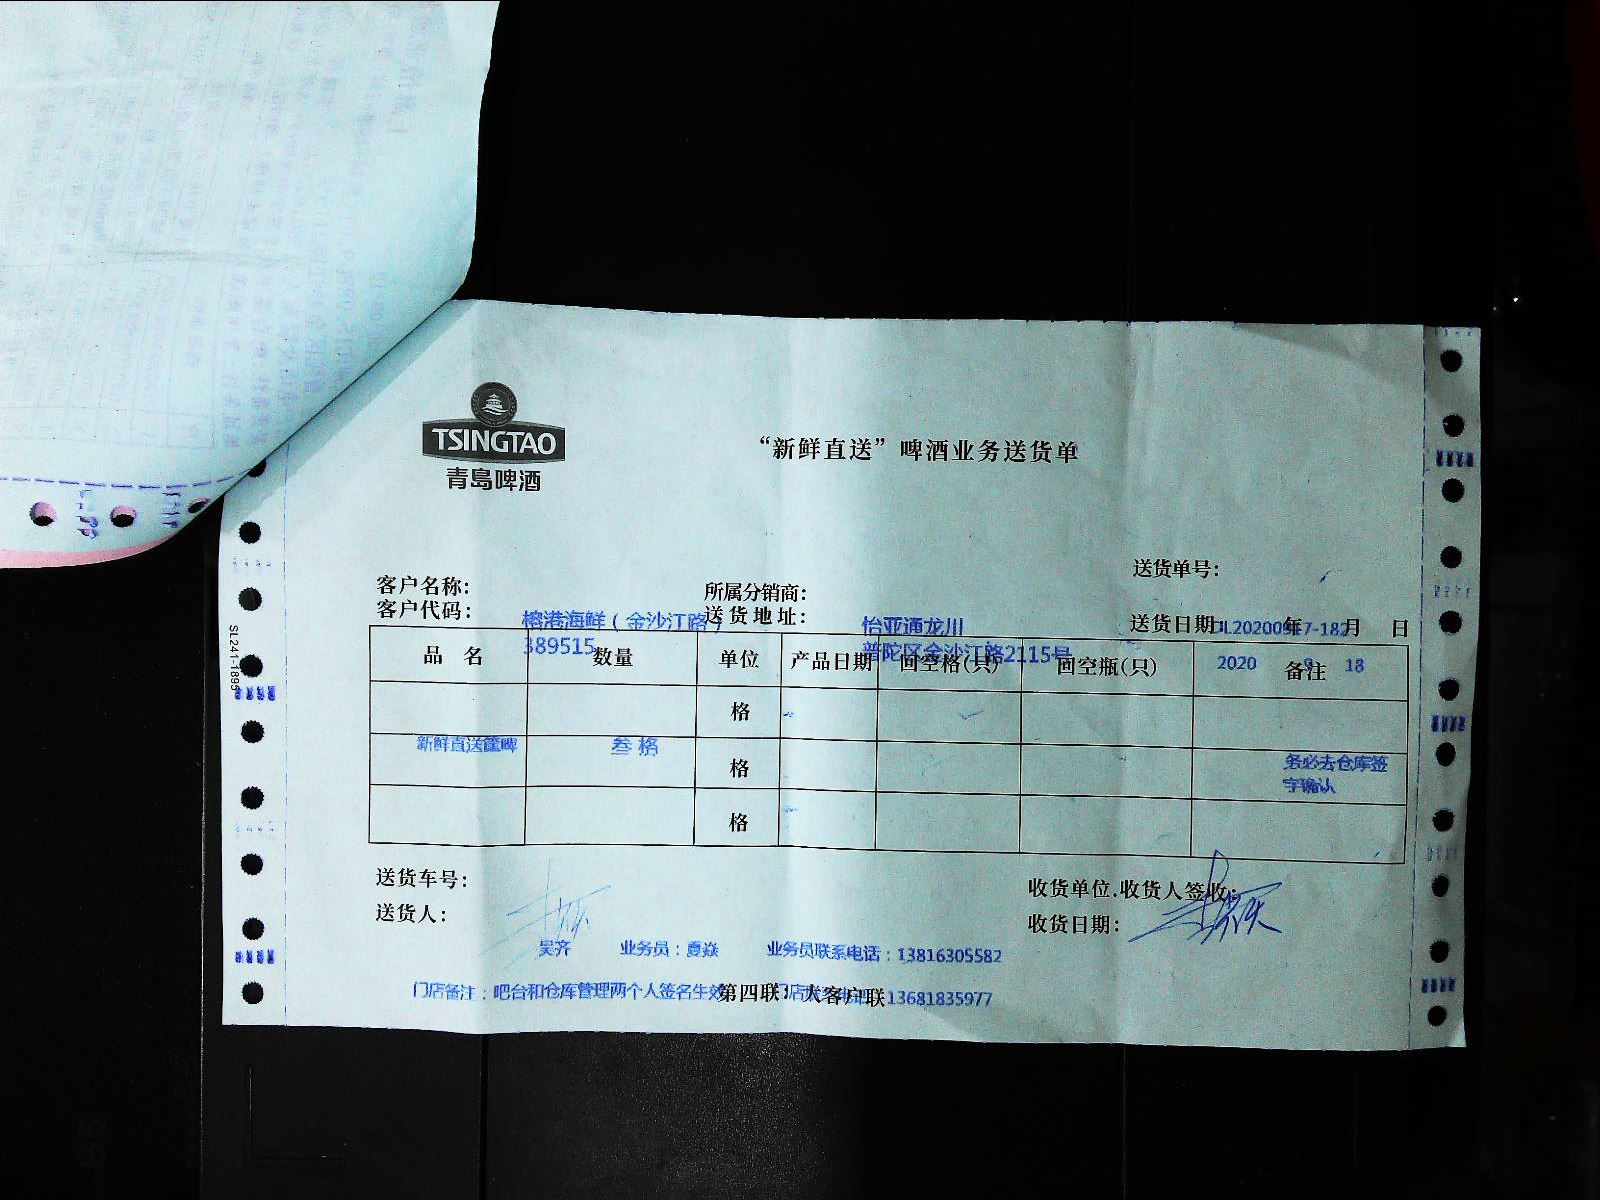 TSINGTAO
青岛啤酒
“新鲜直送”啤酒业务送货单
送货单号：
客户名称： 所属分销商：
客户代码： 送货地址： 送货日期： 年 月 日
榕港海鲜（金沙江路） 怡亚通龙川
389515 普陀区金沙江路2115号 2020 9 18
品 名 数量 单位 产品日期 回空格(只) 回空瓶(只) 备注
格
新鲜直送筐啤 叁 格 务必去仓库签
格 字确认
格
送货车号： 收货单位.收货人签收：
送货人： 收货日期：
吴齐 业务员：夏焱 业务员联系电话：13816305582
门店备注：吧台和仓库管理两个人签名生效 13681835977
第四联：大客户联
SL241-1895